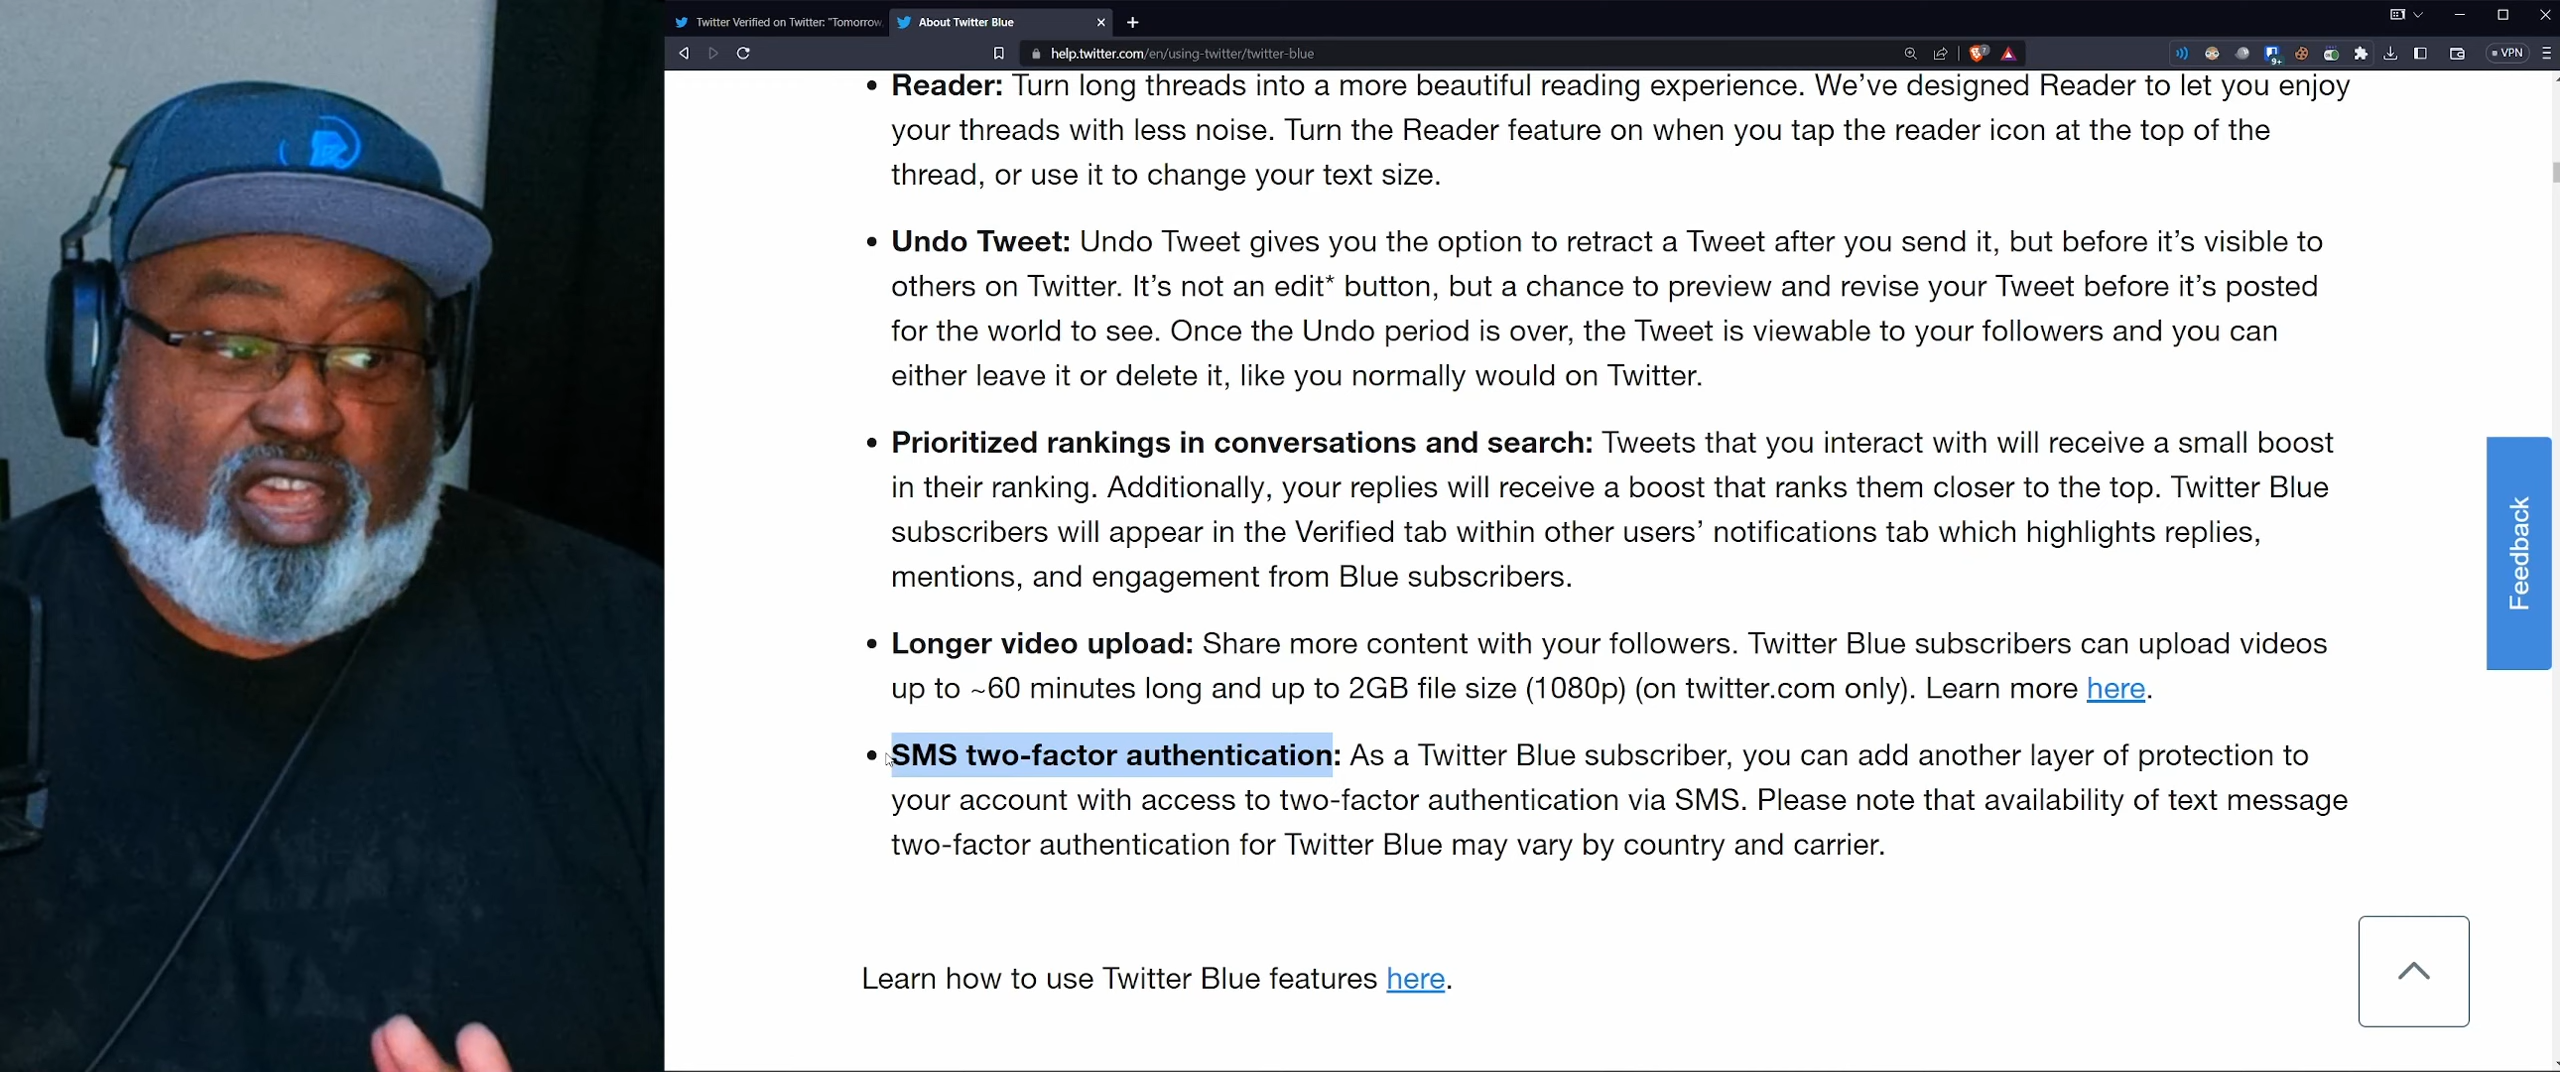 Twitter Verified on Twitter: "Tomorrow,
About Twitter Blue
help.twitter.com/en/using-twitter/twitter-blue
VPN
9+
• Reader: Turn long threads into a more beautiful reading experience. We’ve designed Reader to let you enjoy
your threads with less noise. Turn the Reader feature on when you tap the reader icon at the top of the
thread, or use it to change your text size.
• Undo Tweet: Undo Tweet gives you the option to retract a Tweet after you send it, but before it’s visible to
others on Twitter. It’s not an edit* button, but a chance to preview and revise your Tweet before it’s posted
for the world to see. Once the Undo period is over, the Tweet is viewable to your followers and you can
either leave it or delete it, like you normally would on Twitter.
• Prioritized rankings in conversations and search: Tweets that you interact with will receive a small boost
in their ranking. Additionally, your replies will receive a boost that ranks them closer to the top. Twitter Blue
subscribers will appear in the Verified tab within other users’ notifications tab which highlights replies,
mentions, and engagement from Blue subscribers.
• Longer video upload: Share more content with your followers. Twitter Blue subscribers can upload videos
up to ~60 minutes long and up to 2GB file size (1080p) (on twitter.com only). Learn more here.
• SMS two-factor authentication: As a Twitter Blue subscriber, you can add another layer of protection to
your account with access to two-factor authentication via SMS. Please note that availability of text message
two-factor authentication for Twitter Blue may vary by country and carrier.
Learn how to use Twitter Blue features here.
Feedback